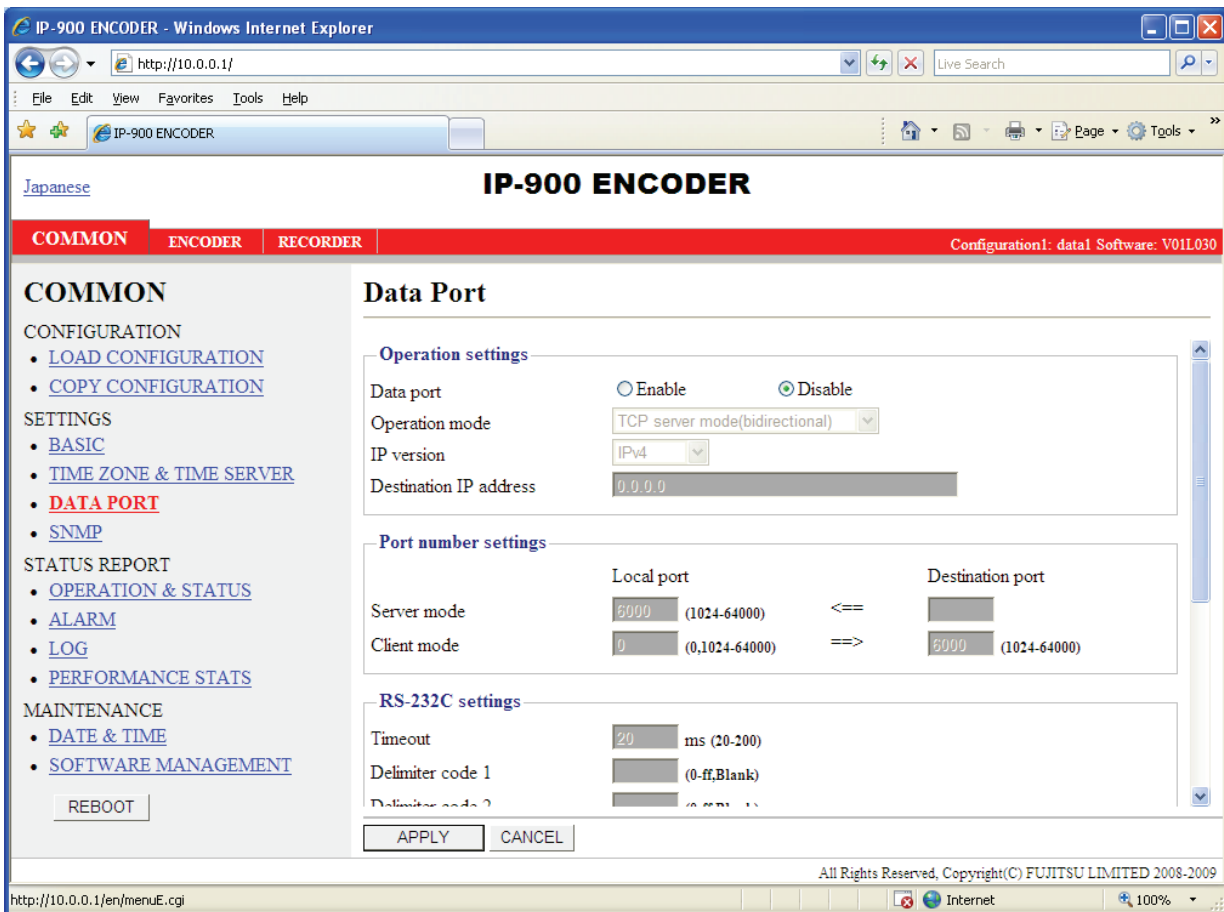 IP-900 ENCODER - Windows Internet Explorer
http://10.0.0.1/
Live Search
File Edit View Favorites Tools Help
IP-900 ENCODER
Page Tools »
Japanese
IP-900 ENCODER
COMMON ENCODER RECORDER
Configuration1: data1 Software: V01L030
COMMON
CONFIGURATION
• LOAD CONFIGURATION
• COPY CONFIGURATION
SETTINGS
• BASIC
• TIME ZONE & TIME SERVER
• DATA PORT
• SNMP
STATUS REPORT
• OPERATION & STATUS
• ALARM
• LOG
• PERFORMANCE STATS
MAINTENANCE
• DATE & TIME
• SOFTWARE MANAGEMENT
REBOOT
Data Port
Operation settings
Data port Enable Disable
Operation mode TCP server mode(bidirectional)
IP version IPv4
Destination IP address 0.0.0.0
Port number settings
Local port Destination port
Server mode 6000 (1024-64000) <==
Client mode 0 (0,1024-64000) ==> 6000 (1024-64000)
RS-232C settings
Timeout 20 ms (20-200)
Delimiter code 1 (0-ff,Blank)
Delimiter code 2 (0-ff,Blank)
APPLY CANCEL
All Rights Reserved, Copyright(C) FUJITSU LIMITED 2008-2009
http://10.0.0.1/en/menuE.cgi Internet 100%